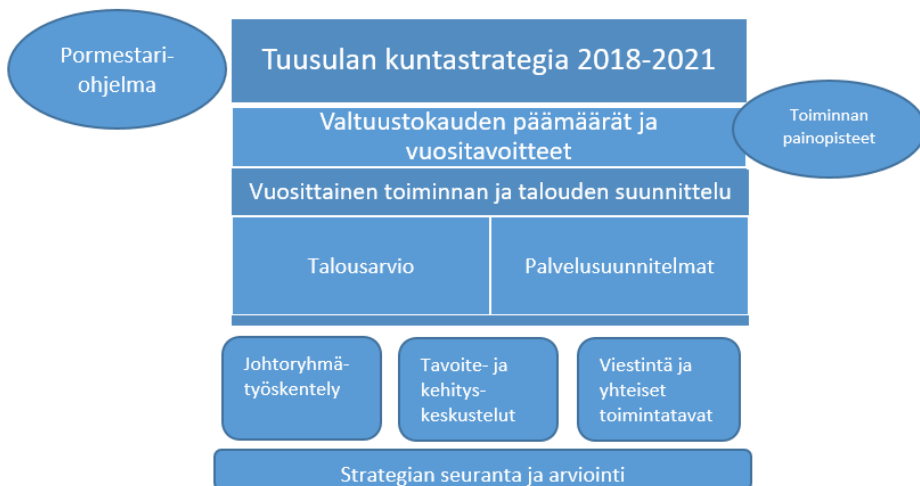 Pormestari-
ohjelma
Tuusulan kuntastrategia 2018-2021
Valtuustokauden päämäärät ja
vuositavoitteet
Toiminnan
painopisteet
Vuosittainen toiminnan ja talouden suunnittelu
Talousarvio
Palvelusuunnitelmat
Johtoryhmä-
työskentely
Tavoite- ja
kehitys-
keskustelut
Viestintä ja
yhteiset
toimintatavat
Strategian seuranta ja arviointi